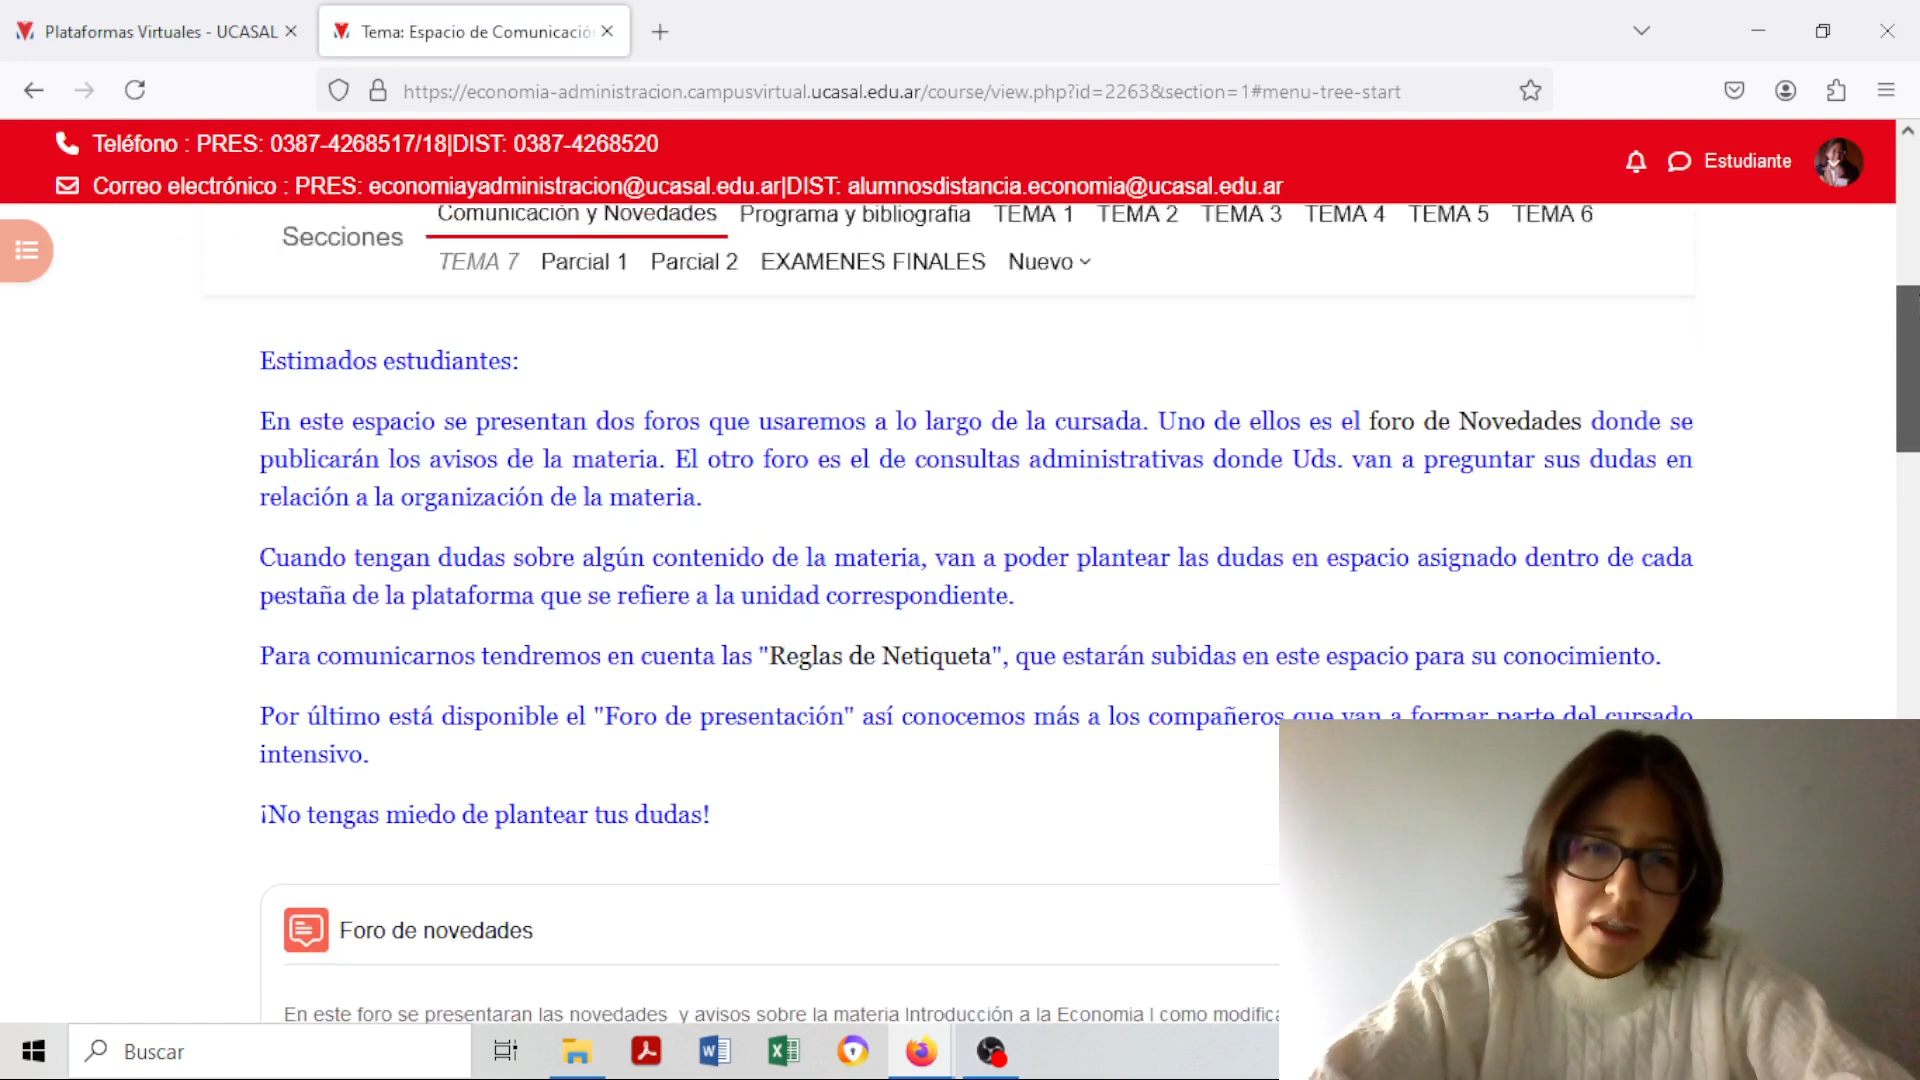 Plataformas Virtuales - UCASAL
Tema: Espacio de Comunicació
https://economia-administracion.campusvirtual.ucasal.edu.ar/course/view.php?id=2263&section=1#menu-tree-start
Teléfono : PRES: 0387-4268517/18|DIST: 0387-4268520
Correo electrónico : PRES: economiayadministracion@ucasal.edu.ar|DIST: alumnosdistancia.economia@ucasal.edu.ar
Estudiante
Secciones
Comunicación y Novedades Programa y bibliografia TEMA 1 TEMA 2 TEMA 3 TEMA 4 TEMA 5 TEMA 6
TEMA 7 Parcial 1 Parcial 2 EXAMENES FINALES Nuevo
Estimados estudiantes:
En este espacio se presentan dos foros que usaremos a lo largo de la cursada. Uno de ellos es el foro de Novedades donde se
publicarán los avisos de la materia. El otro foro es el de consultas administrativas donde Uds. van a preguntar sus dudas en
relación a la organización de la materia.
Cuando tengan dudas sobre algún contenido de la materia, van a poder plantear las dudas en espacio asignado dentro de cada
pestaña de la plataforma que se refiere a la unidad correspondiente.
Para comunicarnos tendremos en cuenta las "Reglas de Netiqueta", que estarán subidas en este espacio para su conocimiento.
Por último está disponible el "Foro de presentación" así conocemos más a los compañeros que van a formar parte del cursado
intensivo.
¡No tengas miedo de plantear tus dudas!
Foro de novedades
En este foro se presentaran las novedades y avisos sobre la materia Introducción a la Economia I como modifica
Buscar